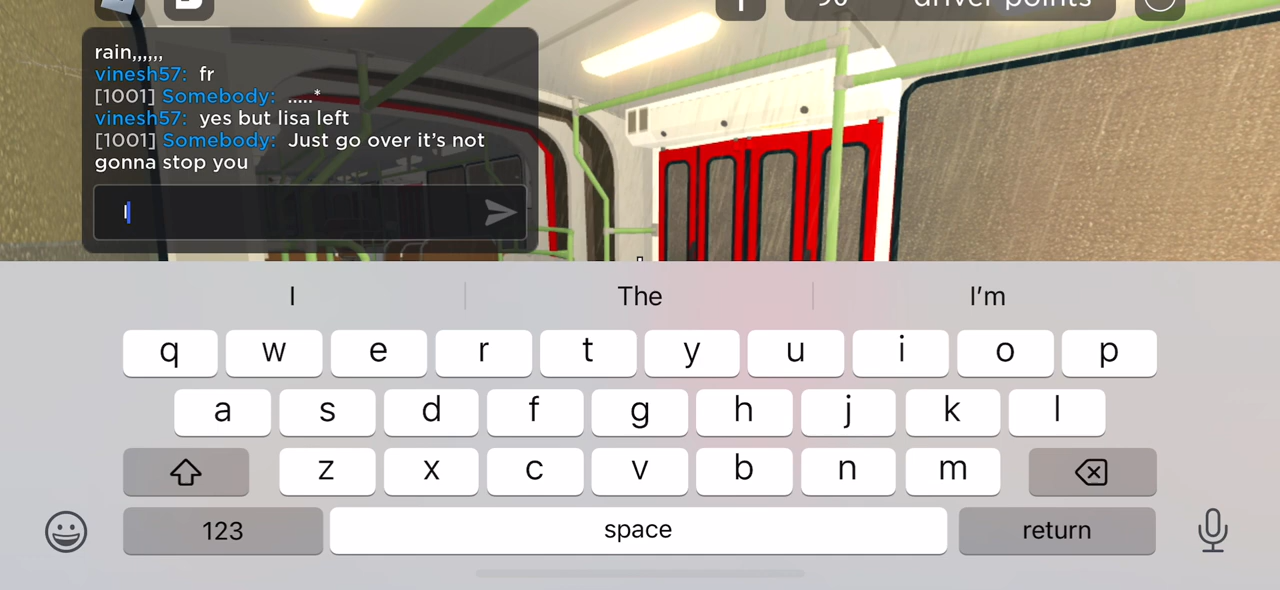 driver points
rain,,,,,,
vinesh57: fr
[1001] Somebody: .....*
vinesh57: yes but lisa left
[1001] Somebody: Just go over it’s not
gonna stop you
I
I The I’m
q w e r t y u i o p
a s d f g h j k l
z x c v b n m
123 space return